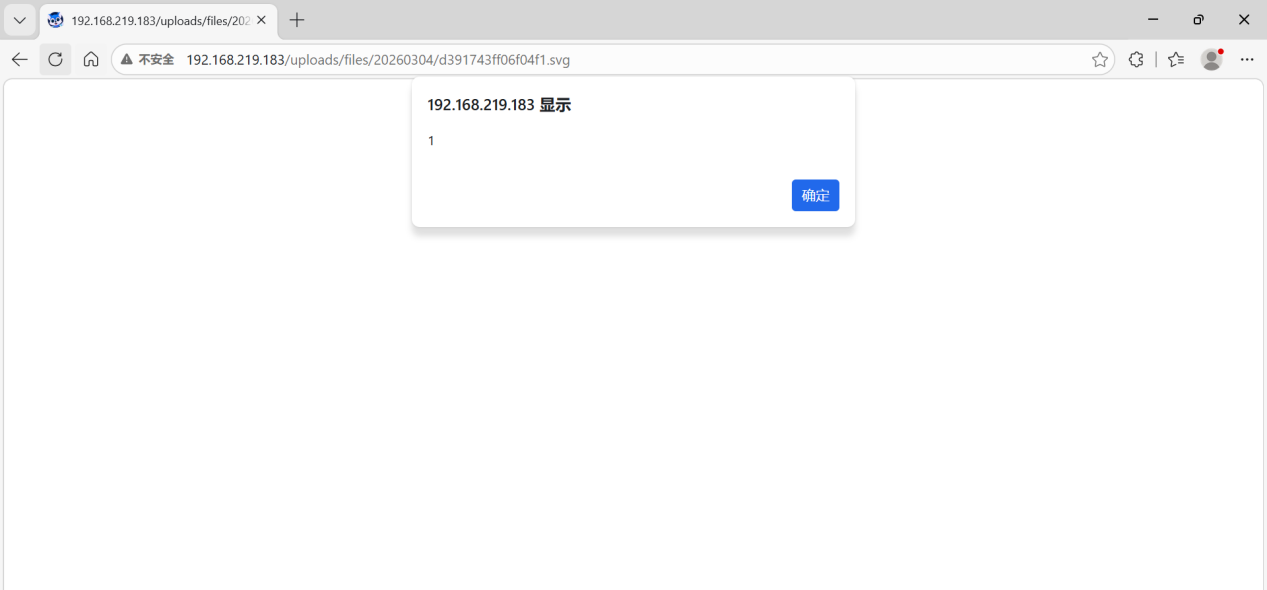 192.168.219.183/uploads/files/202
不安全 192.168.219.183/uploads/files/20260304/d391743ff06f04f1.svg
192.168.219.183 显示
1
确定